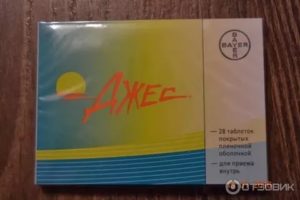 Джес
BAYER
BAYER
– 28 таблеток
покрытых
пленочной
оболочкой
– для приема
внутрь
ОТЗОВИК